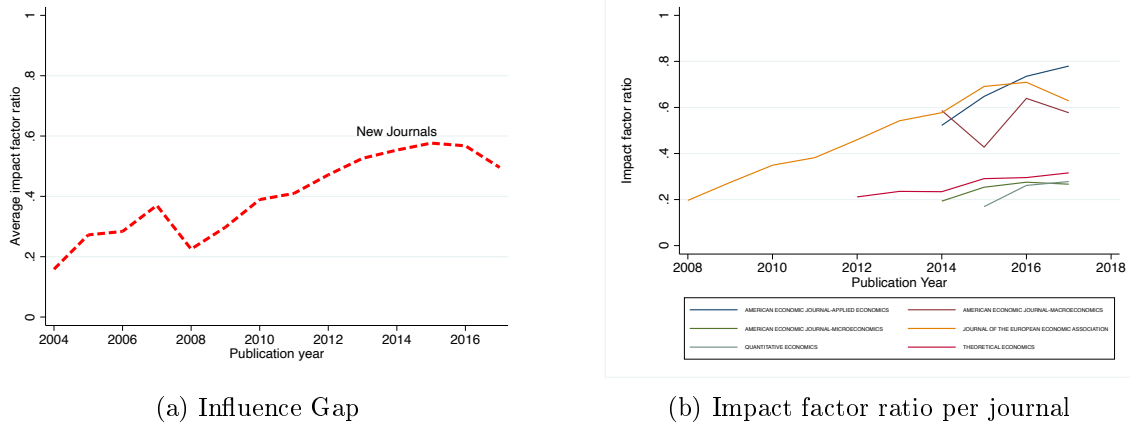 1
.8
.6
.4
.2
0
Average impact factor ratio
New Journals
2004 2006 2008 2010 2012 2014 2016
Publication year
(a) Influence Gap
1
.8
.6
.4
.2
0
Impact factor ratio
2008 2010 2012 2014 2016 2018
Publication Year
AMERICAN ECONOMIC JOURNAL-APPLIED ECONOMICS AMERICAN ECONOMIC JOURNAL-MACROECONOMICS
AMERICAN ECONOMIC JOURNAL-MICROECONOMICS JOURNAL OF THE EUROPEAN ECONOMIC ASSOCIATION
QUANTITATIVE ECONOMICS THEORETICAL ECONOMICS
(b) Impact factor ratio per journal